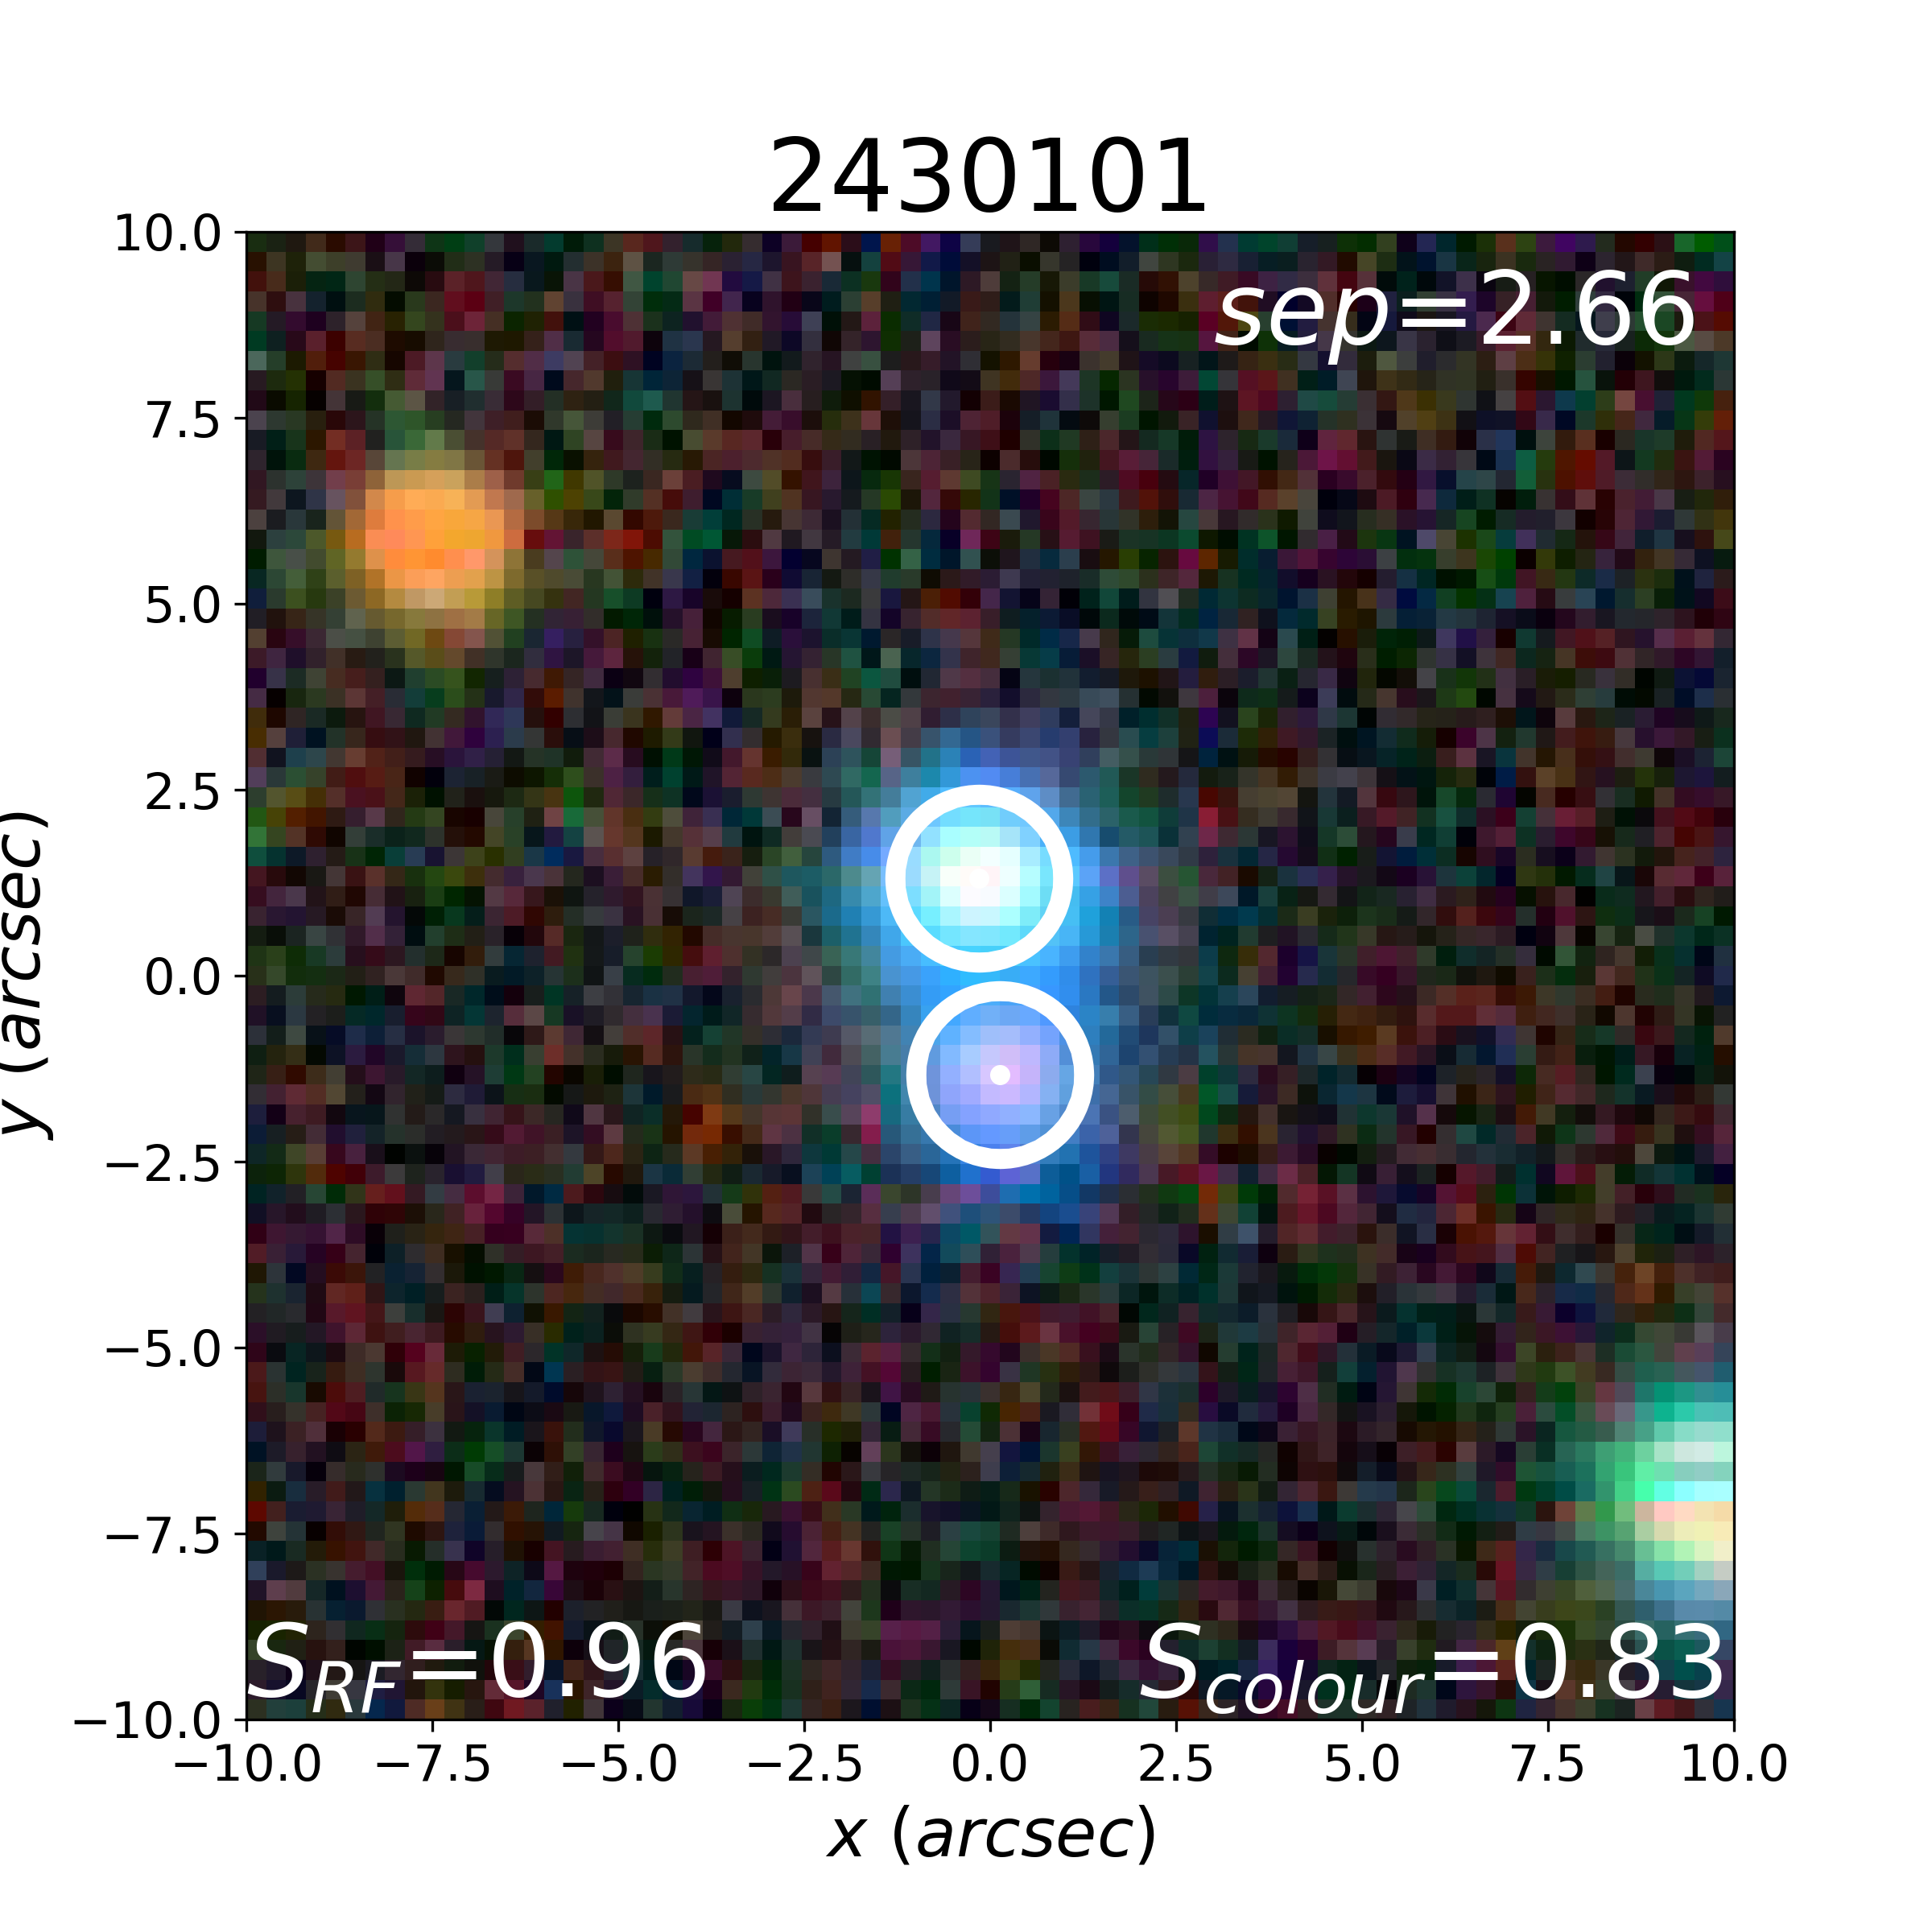 2430101
sep=2.66
10.0
7.5
5.0
2.5
0.0
−2.5
−5.0
−7.5
−10.0
y (arcsec)
S_RF=0.96
S_colour=0.83
−10.0 −7.5 −5.0 −2.5 0.0 2.5 5.0 7.5 10.0
x (arcsec)